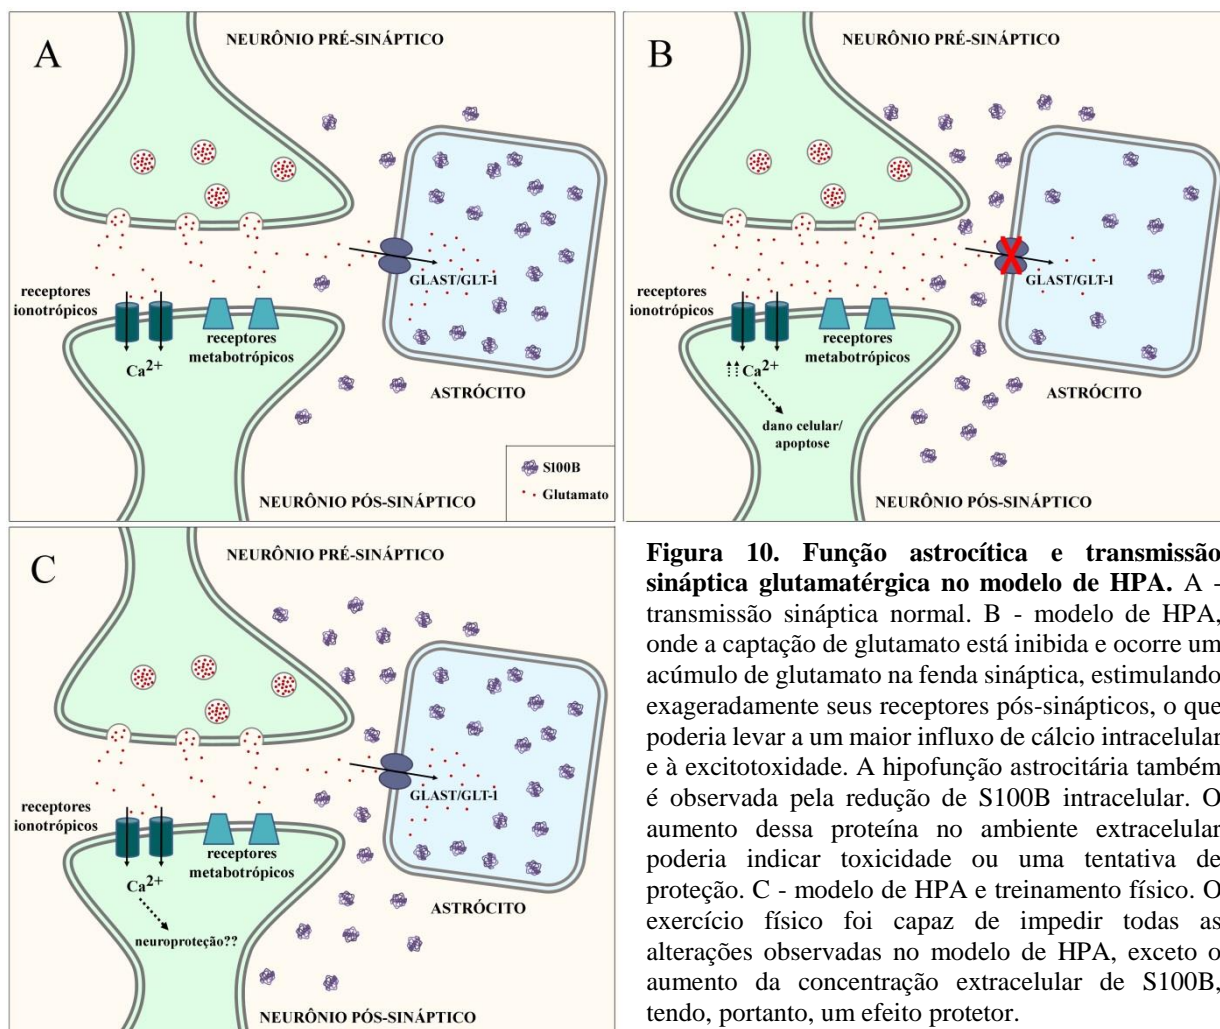 A
NEURÔNIO PRÉ-SINÁPTICO
receptores
ionotrópicos
GLAST/GLT-1
receptores
metabotrópicos
Ca2+
ASTRÓCITO
S100B
Glutamato
NEURÔNIO PÓS-SINÁPTICO
B
NEURÔNIO PRÉ-SINÁPTICO
receptores
ionotrópicos
GLAST/GLT-1
receptores
metabotrópicos
Ca2+
ASTRÓCITO
dano celular/
apoptose
NEURÔNIO PÓS-SINÁPTICO
C
NEURÔNIO PRÉ-SINÁPTICO
receptores
ionotrópicos
GLAST/GLT-1
receptores
metabotrópicos
Ca2+
ASTRÓCITO
neuroproteção??
NEURÔNIO PÓS-SINÁPTICO
Figura 10. Função astrocítica e transmissão
sináptica glutamatérgica no modelo de HPA. A -
transmissão sináptica normal. B - modelo de HPA,
onde a captação de glutamato está inibida e ocorre um
acúmulo de glutamato na fenda sináptica, estimulando
exageradamente seus receptores pós-sinápticos, o que
poderia levar a um maior influxo de cálcio intracelular
e à excitotoxidade. A hipofunção astrocitária também
é observada pela redução de S100B intracelular. O
aumento dessa proteína no ambiente extracelular
poderia indicar toxicidade ou uma tentativa de
proteção. C - modelo de HPA e treinamento físico. O
exercício físico foi capaz de impedir todas as
alterações observadas no modelo de HPA, exceto o
aumento da concentração extracelular de S100B,
tendo, portanto, um efeito protetor.